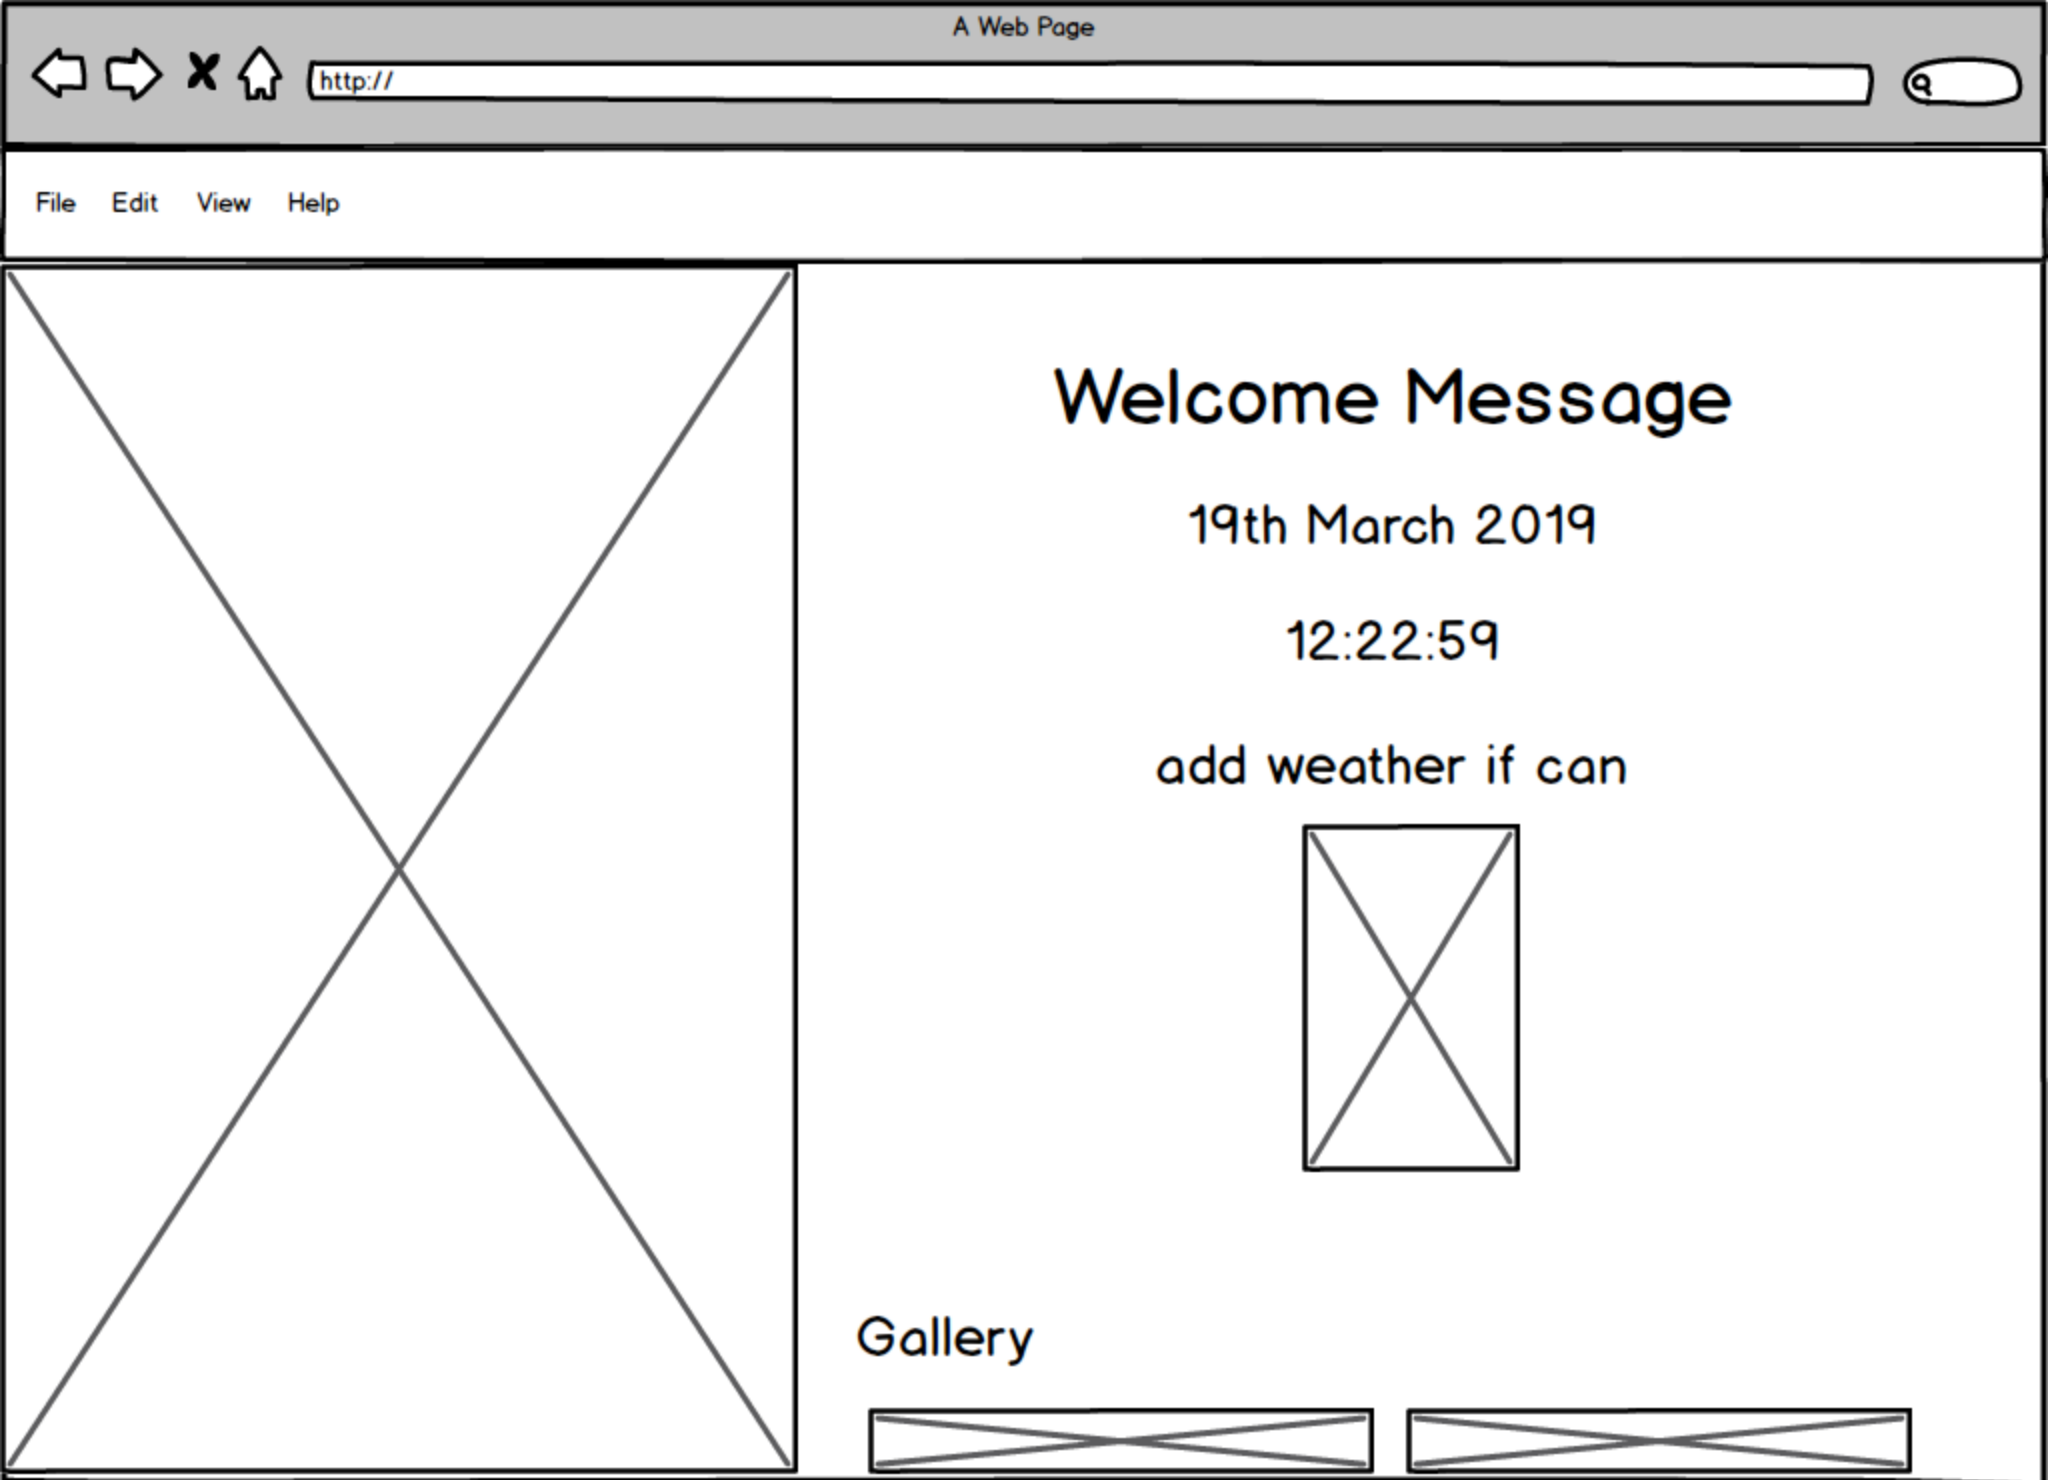 A Web Page
http://
File Edit View Help
Welcome Message
19th March 2019
12:22:59
add weather if can
Gallery